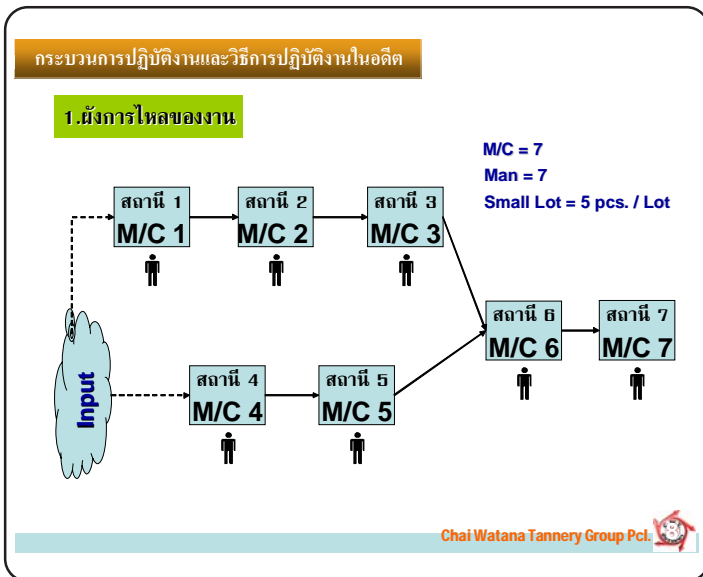 กระบวนการปฏิบัติงานและวิธีการปฏิบัติงานในอดีต
1.ผังการไหลของงาน
M/C = 7
Man = 7
Small Lot = 5 pcs. / Lot
สถานี 1
M/C 1
สถานี 2
M/C 2
สถานี 3
M/C 3
สถานี 6
M/C 6
สถานี 7
M/C 7
Input
สถานี 4
M/C 4
สถานี 5
M/C 5
Chai Watana Tannery Group Pcl.